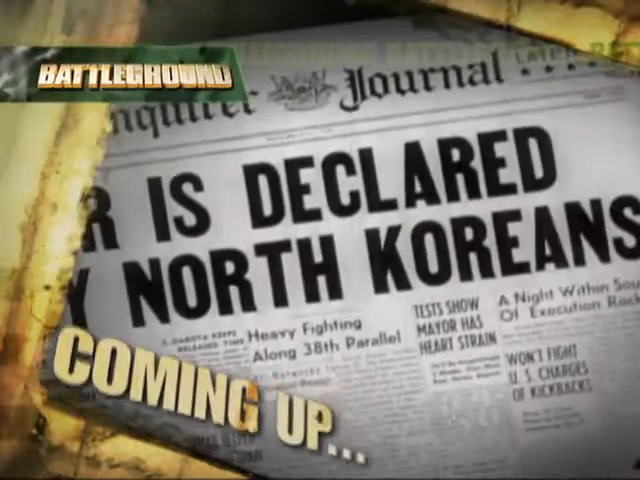 BATTLEGROUND
nquirer Journal
R IS DECLARED
Y NORTH KOREANS
Heavy Fighting
Along 38th Parallel
TESTS SHOW
MAYOR HAS
HEART STRAIN
A Night Within
Of Execution
WON'T FIGHT
U. S. CHARGES
OF KICKBACKS
COMING UP...